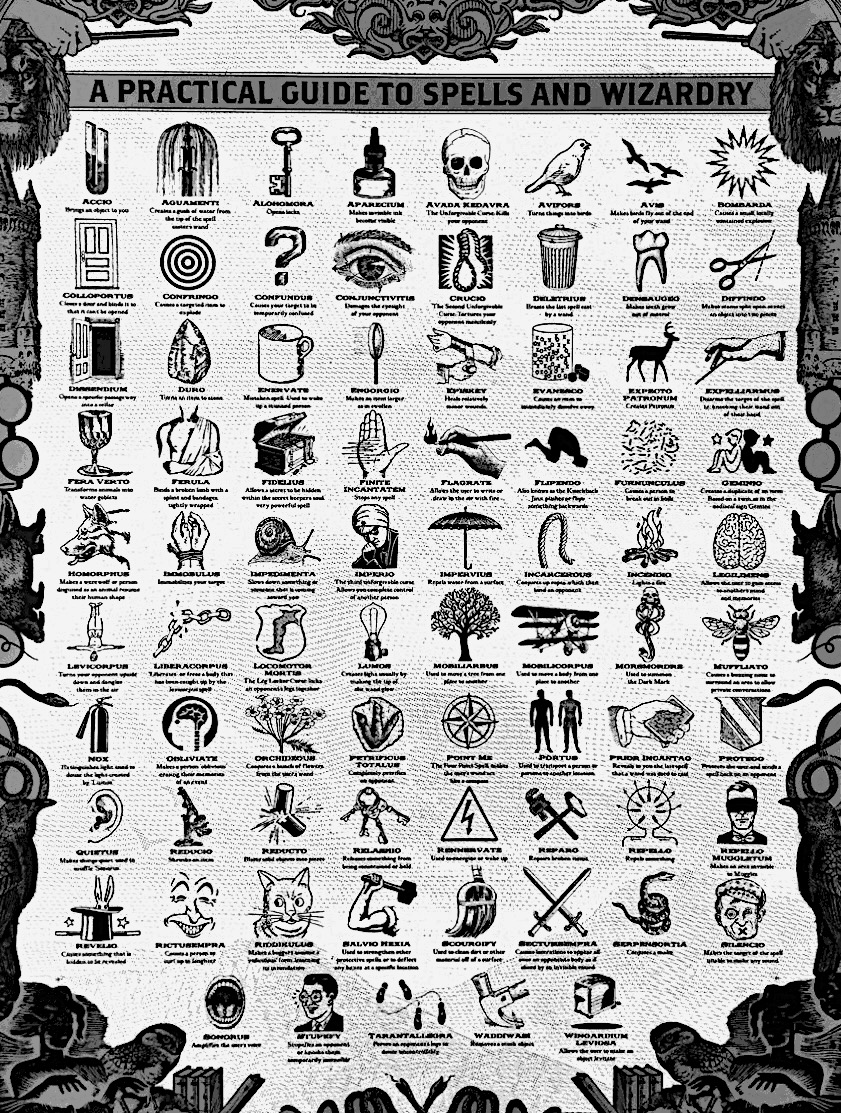 A PRACTICAL GUIDE TO SPELLS AND WIZARDRY
ACCIO
Brings an object to you
AGUAMENTI
Creates a gush of water from
the tip of the spell
caster's wand
ALOHOMORA
Opens locks
APARECIUM
Makes invisible ink
become visible
AVADA KEDAVRA
The Unforgivable Curse Kills
your opponent
AVIFORS
Turns things into birds
AVIS
Makes birds fly out of the end
of your wand
BOMBARDA
Causes a small, locally
contained explosion
COLLOPORTUS
Closes a door and binds it so
that it can't be opened
CONFRINGO
Causes a targeted item to
explode
CONFUNDUS
Causes your target to be
temporarily confused
CONJUNCTIVITIS
Damages the eyesight
of your opponent
CRUCIO
The Second Unforgivable
Curse. Tortures your
opponent mercilessly
DELETRIUS
Erases the last spell cast
by a wand
DENSAUGEO
Makes teeth grow
out of control
DIFFINDO
an object into two pieces
DISSENDIUM
Opens a specific passage way
DURO
Turns an item to stone
ENERVATE
Mistaken spell. Used to wake
up a stunned person
ENGORGIO
EPISKEY
Heals relatively
minor wounds
EVANESCO
Causes an item to
immediately dissolve away
EXPECTO
PATRONUM
Creates Patronus
EXPELLIARMUS
Disarms the target of the spell
by knocking their wand out
of their hand
FERA VERTO
Transforms animals into
water goblets
FERULA
Binds a broken limb with a
splint and bandages,
tightly wrapped
FIDELIUS
Allows a secret to be hidden
within the secret keepers soul
very powerful spell
FINITE
INCANTATEM
Stops any spell
FLAGRATE
Allows the user to write or
draw in the air with fire
FLIPENDO
Also known as the Knockback
Jinx pushes or flips
something backwards
FURNUNCULUS
Causes a person to
break out in boils
GEMINIO
Creates a duplicate of an item
zodiacal sign Gemini
HOMORPHUS
Makes a werewolf or person
disguised as an animal resume
their human shape
IMMOBULUS
Immobilizes your target
IMPEDIMENTA
Slows down something or
someone that is coming
toward you
IMPERIO
The third unforgivable curse
Allows you complete control
of another person
IMPERVIUS
Repels water from a surface
INCARCEROUS
Conjures up ropes which then
bind an opponent
INCENDIO
Lights a fire
LEGILIMENS
Allows the user to gain access
to another's mind
and memories
LEVICORPUS
Turns your opponent upside
down and dangles
them in the air
LIBERACORPUS
Liberates or frees a body that
has been caught up by the
levicorpus spell
LOCOMOTOR
MORTIS
The Leg Locker Curse locks
an opponent's legs together
LUMOS
Creates light usually by
making the tip of
the wand glow
MOBILIARBUS
Used to move a tree from one
place to another
MOBILICORPUS
Used to move a body from one
place to another
MORSMORDRE
Used to summon
the Dark Mark
MUFFLIATO
Causes a buzzing noise to
surround an area to allow
private conversations
NOX
Extinguishes light, used to
douse the light created
by Lumos
OBLIVIATE
Makes a person oblivious
erasing their memories
of an event
ORCHIDEOUS
Conjures a bunch of flowers
from the users wand
PETRIFICUS
TOTALUS
Completely petrifies
an opponent
POINT ME
The Four Point Spell, makes
the users wand act
like a compass
PORTUS
Used to transport a person or
persons to another location
PRIOR INCANTAO
Reveals to you the last spell
that a wand was used to cast
PROTEGO
Protects the user and sends a
spell back on an opponent
QUIETUS
Makes things quiet, used to
REDUCIO
Shrinks an item
REDUCTO
Blasts solid objects into pieces
RELASHIO
Releases something from
being constrained or held
RENNERVATE
Used to energize or wake up
REPARO
Repairs broken items
REPELLO
Repels something
REPELLO
MUGGLETUM
Makes an area invisible
to Muggles
REVELIO
Causes something that is
hidden to be revealed
RICTUSEMPRA
Causes a person to
curl up in laughter
RIDDIKULUS
Makes a boggart assume a
ridiculous form, lessening
its intimidation
SALVIO HEXIA
Used to strengthen other
protective spells or to deflect
any hexes at a specific location
SCOURGIFY
Used to clean dirt or other
material off of a surface
SECTUMSEMPRA
Causes lacerations to appear all
over an opponents body as if
sliced by an invisible sword
SERPENSORTIA
Conjures a snake
SILENCIO
Makes the target of the spell
unable to make any sound
SONORUS
Amplifies the users voice
STUPEFY
Stupefies an opponent
or knocks them
temporarily immobile
TARANTALLEGRA
Forces an opponents legs to
dance uncontrollably
WADDIWASI
Removes a stuck object
WINGARDIUM
LEVIOSA
Allows the user to make an
object levitate